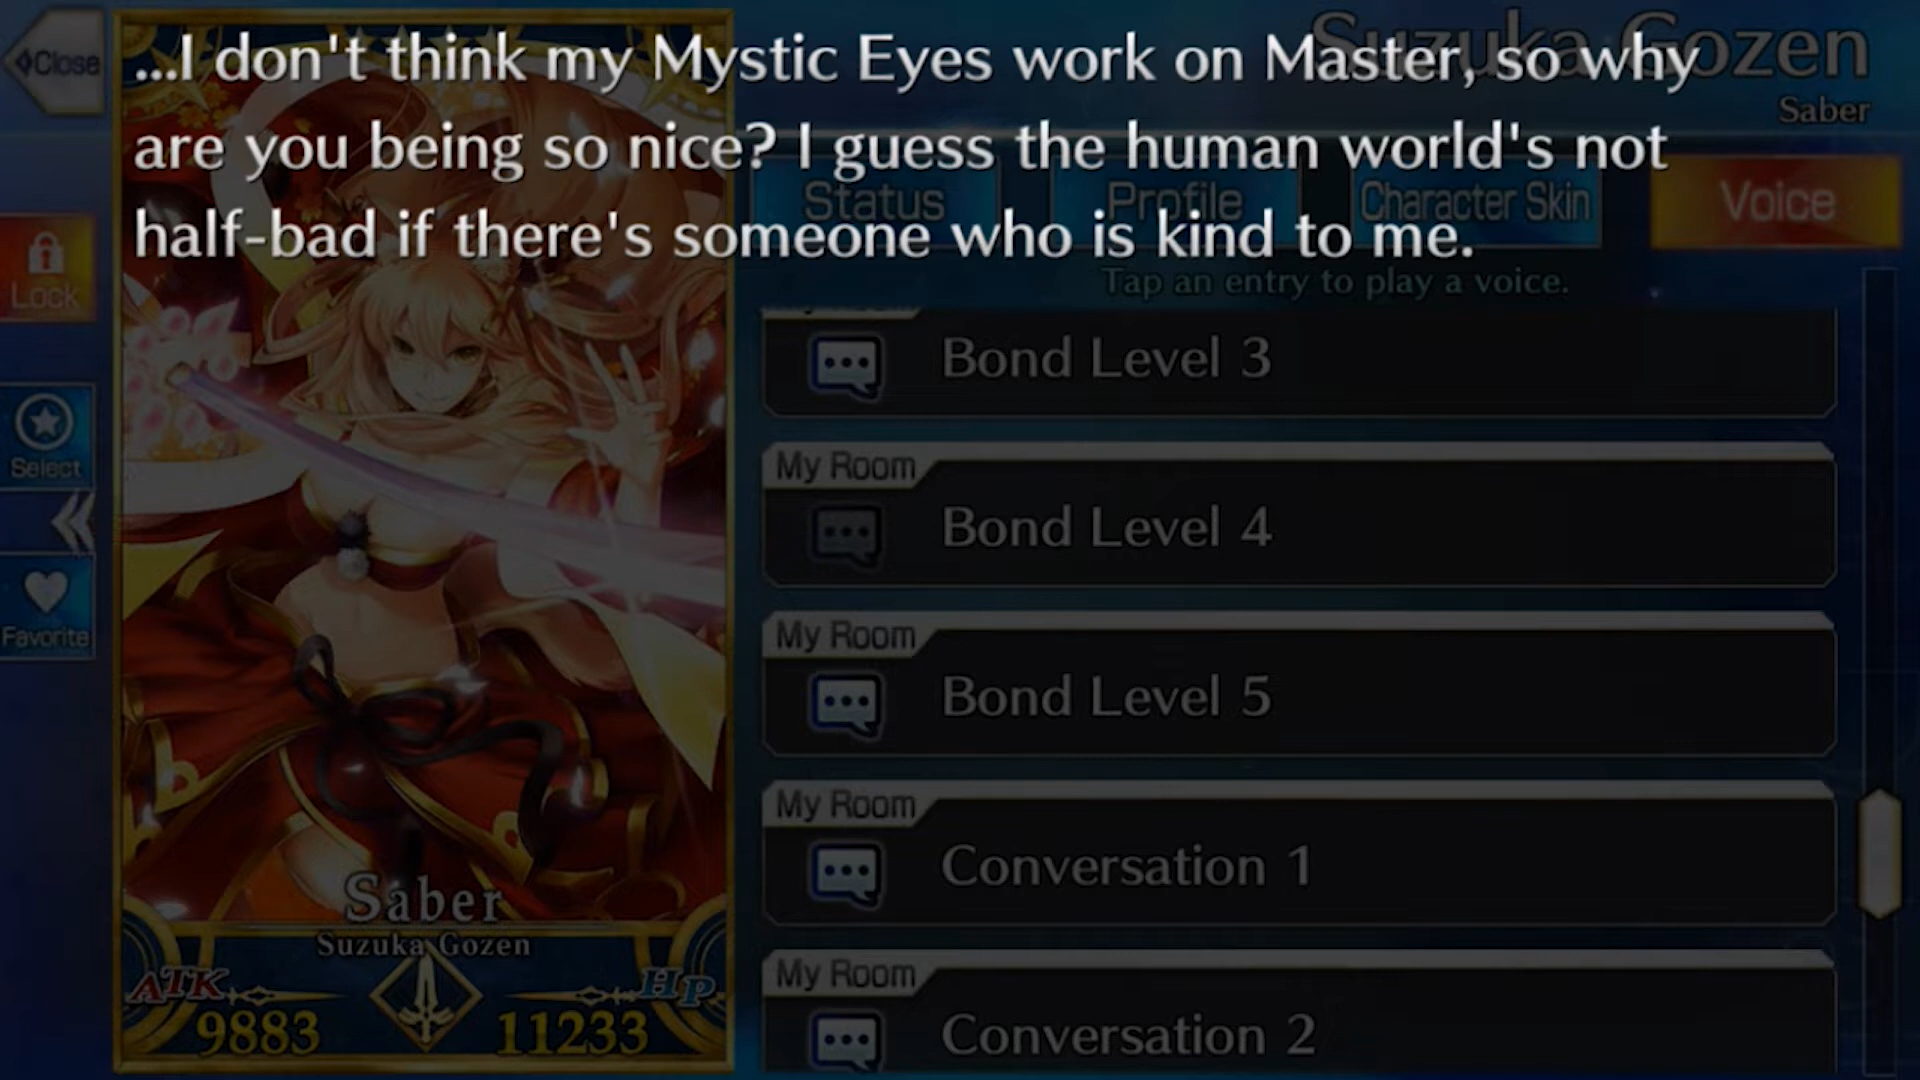 ...I don't think my Mystic Eyes work on Master, so why
are you being so nice? I guess the human world's not
half-bad if there's someone who is kind to me.
Close
Suzuka Gozen
Saber
Status
Profile
Character Skin
Voice
Tap an entry to play a voice.
Lock
Select
Favorite
Bond Level 3
My Room
Bond Level 4
My Room
Bond Level 5
My Room
Conversation 1
My Room
Conversation 2
Saber
Suzuka Gozen
ATK
HP
9883
11233